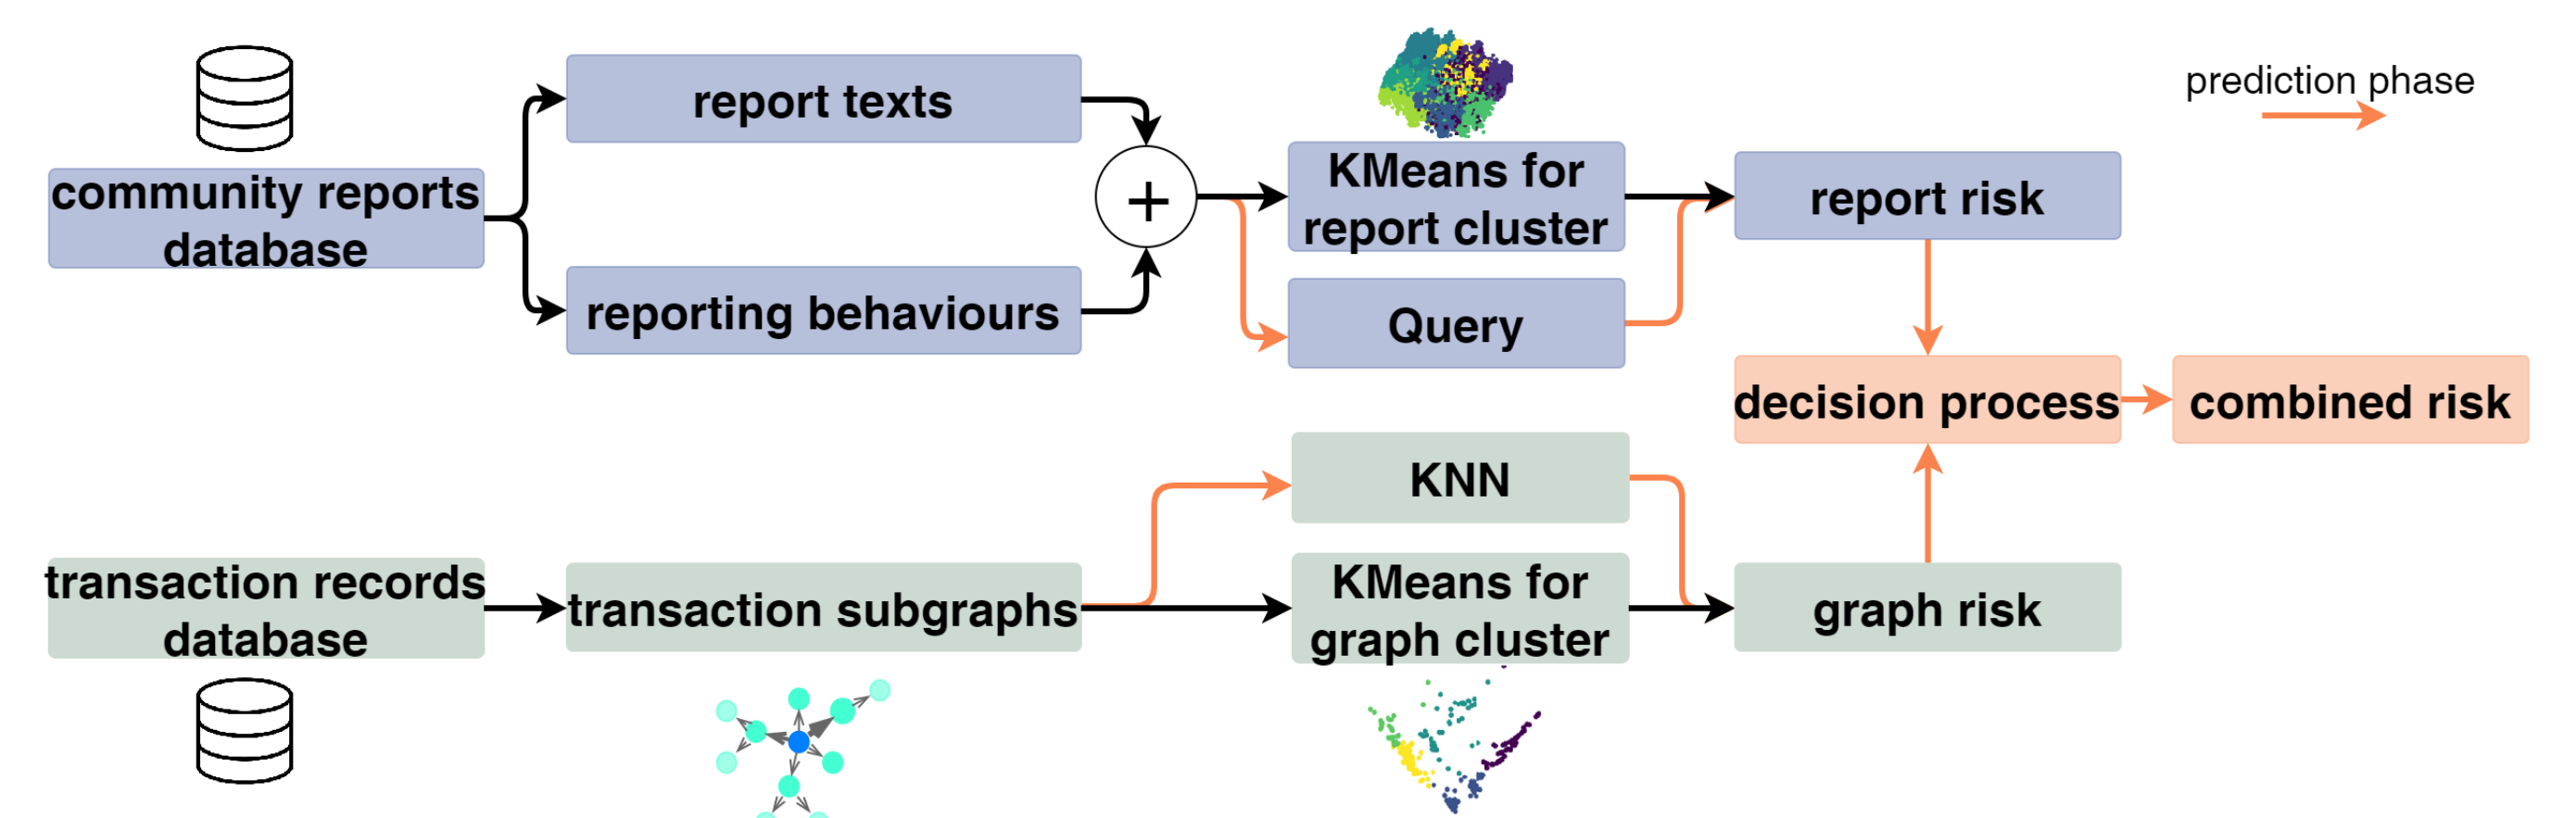 report texts
prediction phase
community reports
database
+
KMeans for
report cluster
report risk
reporting behaviours
Query
decision process
combined risk
KNN
transaction records
database
transaction subgraphs
KMeans for
graph cluster
graph risk